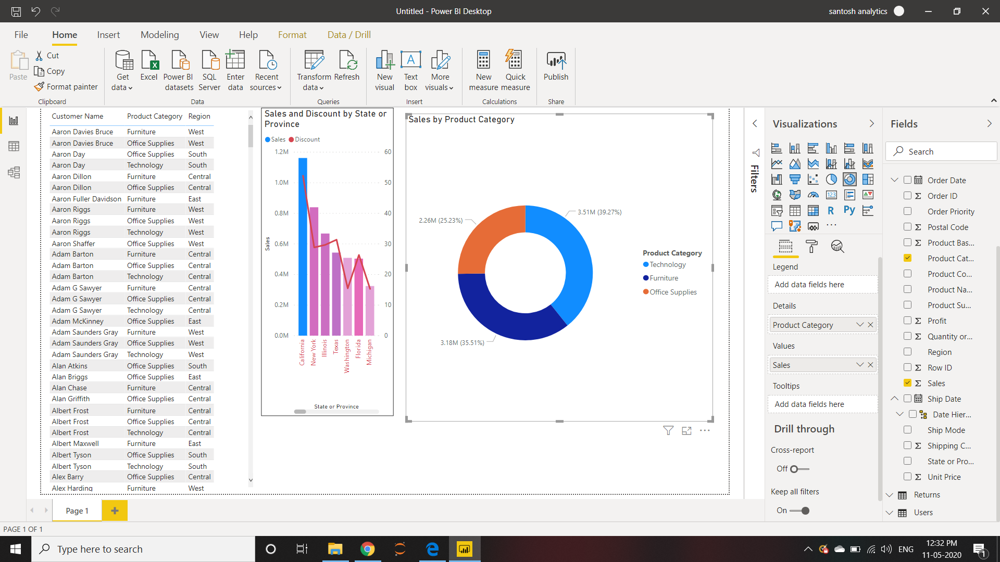 Untitled - Power BI Desktop
santosh analytics
File Home Insert Modeling View Help Format Data / Drill
Paste
Cut
Copy
Format painter
Clipboard
Get data
Excel
Power BI datasets
SQL Server
Enter data
Recent sources
Data
Transform data
Refresh
Queries
New visual
Text box
More visuals
Insert
New measure
Quick measure
Calculations
Publish
Share
Customer Name Product Category Region
Aaron Davies Bruce Furniture West
Aaron Davies Bruce Office Supplies West
Aaron Day Office Supplies South
Aaron Day Technology South
Aaron Dillon Furniture Central
Aaron Dillon Office Supplies Central
Aaron Fuller Davidson Furniture East
Aaron Riggs Furniture West
Aaron Riggs Office Supplies West
Aaron Riggs Technology West
Aaron Shaffer Office Supplies West
Adam Barton Furniture Central
Adam Barton Office Supplies Central
Adam Barton Technology Central
Adam G Sawyer Furniture Central
Adam G Sawyer Office Supplies Central
Adam G Sawyer Technology Central
Adam McKinney Office Supplies East
Adam Saunders Gray Furniture West
Adam Saunders Gray Office Supplies West
Adam Saunders Gray Technology West
Alan Atkins Office Supplies South
Alan Briggs Office Supplies East
Alan Chase Furniture Central
Alan Griffith Office Supplies Central
Albert Frost Furniture Central
Albert Frost Office Supplies Central
Albert Frost Technology Central
Albert Maxwell Furniture East
Albert Tyson Office Supplies South
Albert Tyson Technology South
Alex Barry Office Supplies Central
Alex Harding Furniture West
Sales and Discount by State or
Province
Sales Discount
1.2M 60
1.0M 50
0.8M 40
0.6M 30
0.4M 20
0.2M 10
0.0M 0
Sales
California
New York
Illinois
Texas
Washington
Florida
Michigan
State or Province
Sales by Product Category
3.51M (39.27%)
2.26M (25.23%)
3.18M (35.51%)
Product Category
Technology
Furniture
Office Supplies
Filters
Visualizations
123
R
Py
Legend
Add data fields here
Details
Product Category
Values
Sales
Tooltips
Add data fields here
Drill through
Cross-report
Off
Keep all filters
On
Fields
Search
Order Date
Order ID
Order Priority
Postal Code
Product Bas...
Product Cat...
Product Co...
Product Na...
Product Su...
Profit
Quantity or...
Region
Row ID
Sales
Ship Date
Date Hier...
Ship Mode
Shipping C...
State or Pro...
Unit Price
Returns
Users
Page 1
PAGE 1 OF 1
Type here to search
ENG
12:32 PM
11-05-2020
1